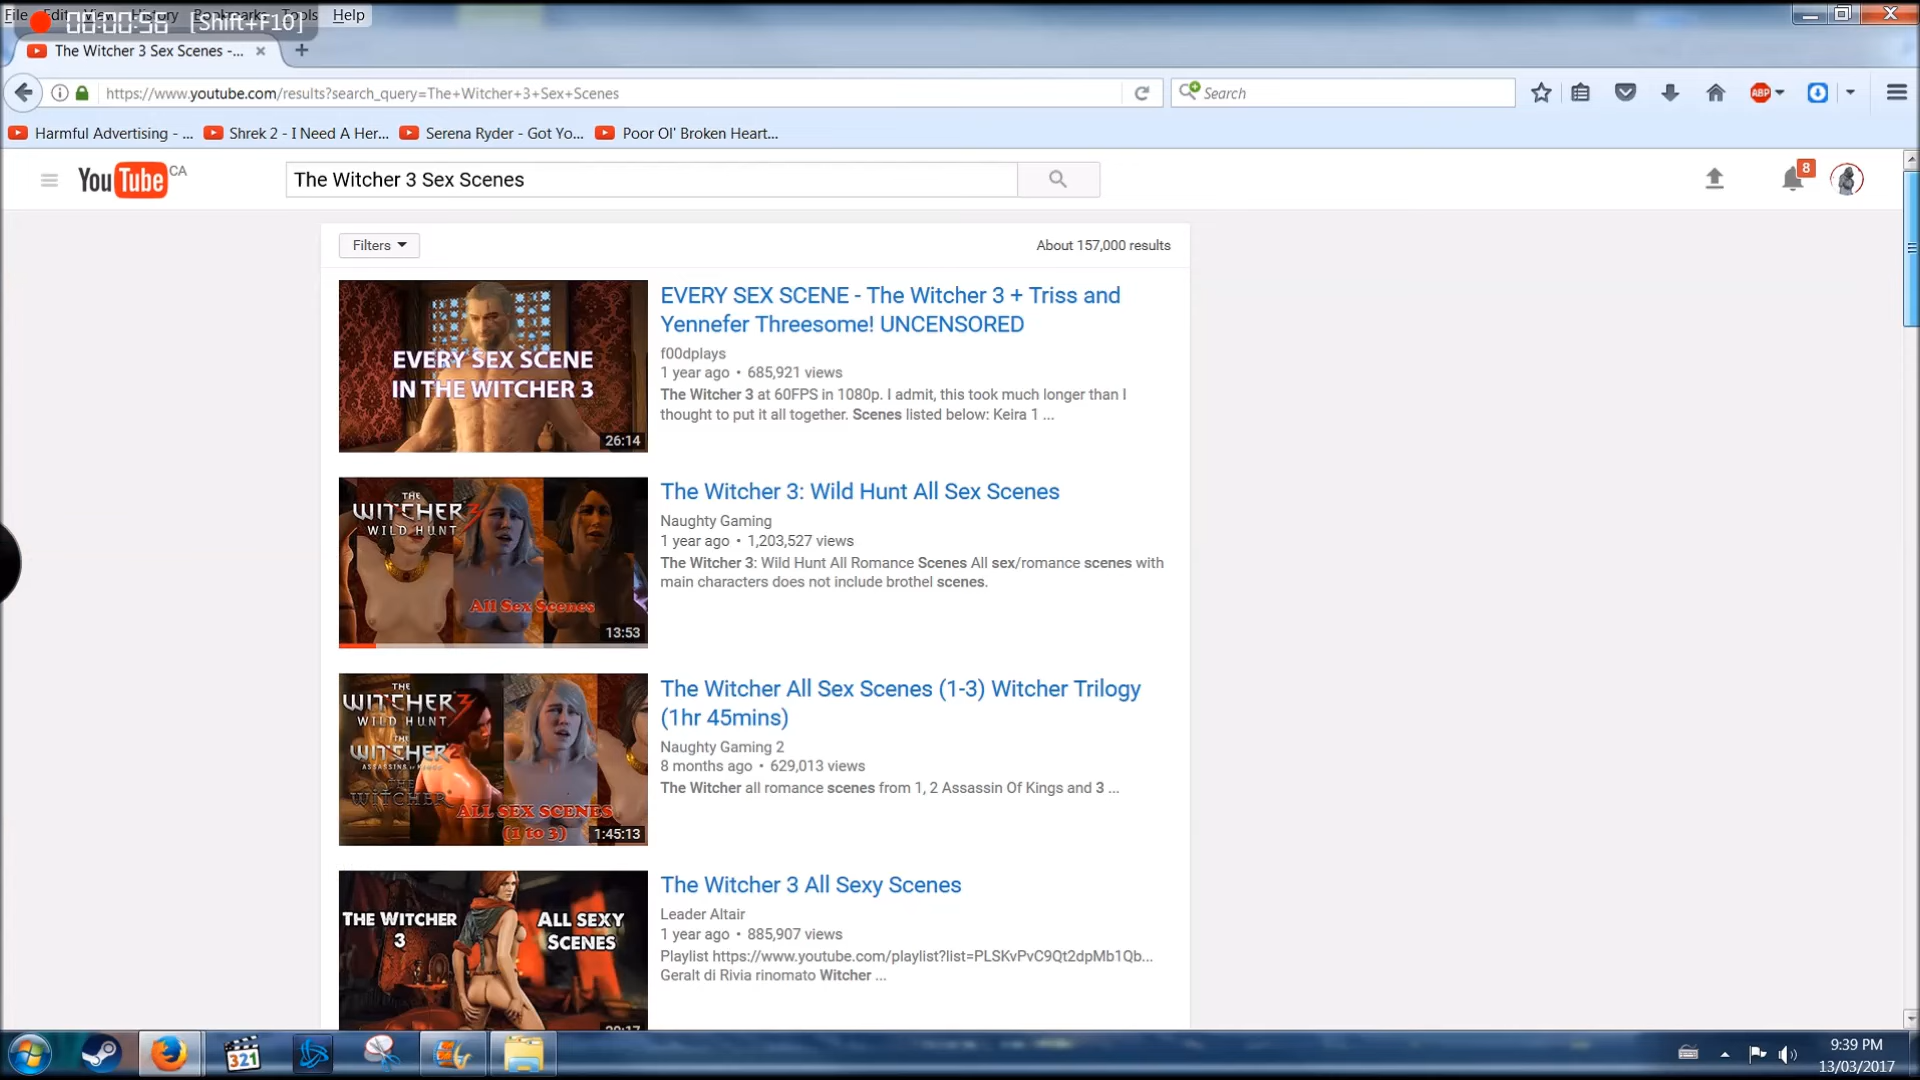 File Edit View History Bookmarks Tools Help
00:00:56 [Shift+F10]
The Witcher 3 Sex Scenes -...
https://www.youtube.com/results?search_query=The+Witcher+3+Sex+Scenes
Search
ABP
Harmful Advertising - ... Shrek 2 - I Need A Her... Serena Ryder - Got Yo... Poor Ol' Broken Heart...
YouTube CA
The Witcher 3 Sex Scenes
8
Filters
About 157,000 results
EVERY SEX SCENE
IN THE WITCHER 3
26:14
EVERY SEX SCENE - The Witcher 3 + Triss and
Yennefer Threesome! UNCENSORED
f00dplays
1 year ago • 685,921 views
The Witcher 3 at 60FPS in 1080p. I admit, this took much longer than I
thought to put it all together. Scenes listed below: Keira 1 ...
THE
WITCHER 3
WILD HUNT
All Sex Scenes
13:53
The Witcher 3: Wild Hunt All Sex Scenes
Naughty Gaming
1 year ago • 1,203,527 views
The Witcher 3: Wild Hunt All Romance Scenes All sex/romance scenes with
main characters does not include brothel scenes.
THE
WITCHER 3
WILD HUNT
THE
WITCHER 2
ASSASSINS OF KINGS
THE
WITCHER
ALL SEX SCENES
(1 to 3)
1:45:13
The Witcher All Sex Scenes (1-3) Witcher Trilogy
(1hr 45mins)
Naughty Gaming 2
8 months ago • 629,013 views
The Witcher all romance scenes from 1, 2 Assassin Of Kings and 3 ...
THE WITCHER
3
ALL SEXY
SCENES
The Witcher 3 All Sexy Scenes
Leader Altair
1 year ago • 885,907 views
Playlist https://www.youtube.com/playlist?list=PLSKvPvC9Qt2dpMb1Qb...
Geralt di Rivia rinomato Witcher ...
321
9:39 PM
13/03/2017